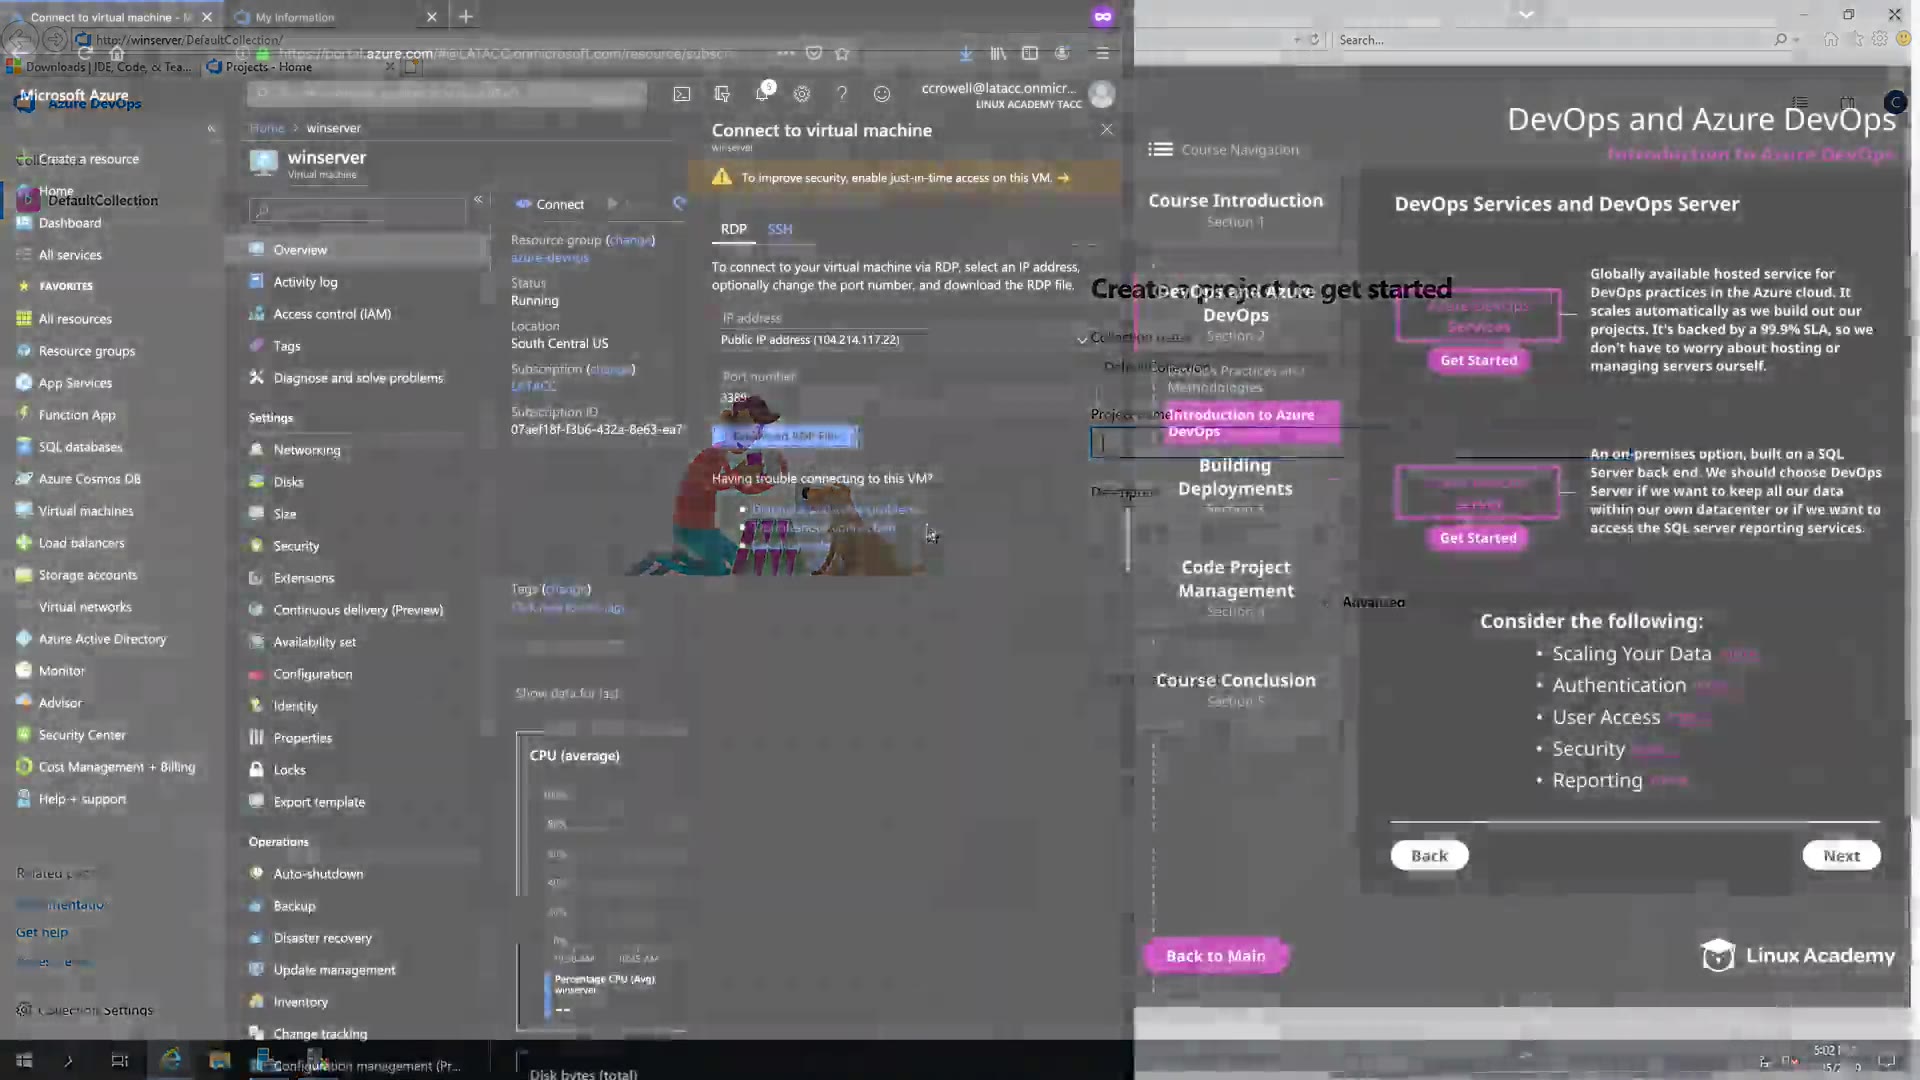 Connect to virtual machine - M
My Information
http://winserver/DefaultCollection/
https://portal.azure.com/#@LATACC.onmicrosoft.com/resource/subsc
Search...
Downloads | IDE, Code, & Tea...
Projects - Home
Microsoft Azure
Azure DevOps
5
ccrowell@latacc.onmicr...
LINUX ACADEMY TACC
C
Create a resource
Home
DefaultCollection
Dashboard
All services
FAVORITES
All resources
Resource groups
App Services
Function App
SQL databases
Azure Cosmos DB
Virtual machines
Load balancers
Storage accounts
Virtual networks
Azure Active Directory
Monitor
Advisor
Security Center
Cost Management + Billing
Help + support
Related
Get help
Collection Settings
Home > winserver
winserver
Virtual machine
Overview
Activity log
Access control (IAM)
Tags
Diagnose and solve problems
Settings
Networking
Disks
Size
Security
Extensions
Continuous delivery (Preview)
Availability set
Configuration
Identity
Properties
Locks
Export template
Operations
Auto-shutdown
Backup
Disaster recovery
Update management
Inventory
Change tracking
Configuration management (Pr...
Connect
Resource group (change)
azure-devops
Status
Running
Location
South Central US
Subscription (change)
LATACC
Subscription ID
07aef18f-f3b6-432a-8e63-ea7
Tags (change)
Show data for last
CPU (average)
Percentage CPU (Avg)
winserver
--
Disk bytes (total)
Connect to virtual machine
winserver
To improve security, enable just-in-time access on this VM. →
RDP
SSH
To connect to your virtual machine via RDP, select an IP address,
optionally change the port number, and download the RDP file.
IP address
Public IP address (104.214.117.22)
Port number
3389
Download RDP File
Having trouble connecting to this VM?
Create a project to get started
Project name
Advanced
Course Navigation
Course Introduction
Section 1
DevOps and Azure
DevOps
Section 2
DevOps Practices and
Methodologies
Introduction to Azure
DevOps
Building
Deployments
Section 3
Code Project
Management
Section 4
Course Conclusion
Section 5
Back to Main
DevOps and Azure DevOps
Introduction to Azure DevOps
DevOps Services and DevOps Server
Azure DevOps
Services
Get Started
Globally available hosted service for
DevOps practices in the Azure cloud. It
scales automatically as we build out our
projects. It's backed by a 99.9% SLA, so we
don't have to worry about hosting or
managing servers ourself.
Get Started
An on-premises option, built on a SQL
Server back end. We should choose DevOps
Server if we want to keep all our data
within our own datacenter or if we want to
access the SQL server reporting services.
Consider the following:
• Scaling Your Data
• Authentication
• User Access
• Security
• Reporting
Back
Next
Linux Academy